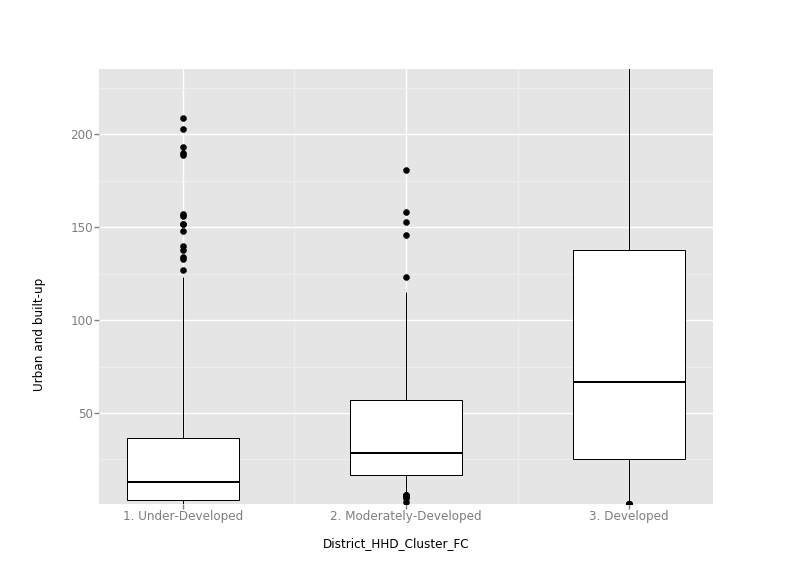 200
150
100
50
Urban and built-up
1. Under-Developed 2. Moderately-Developed 3. Developed
District_HHD_Cluster_FC